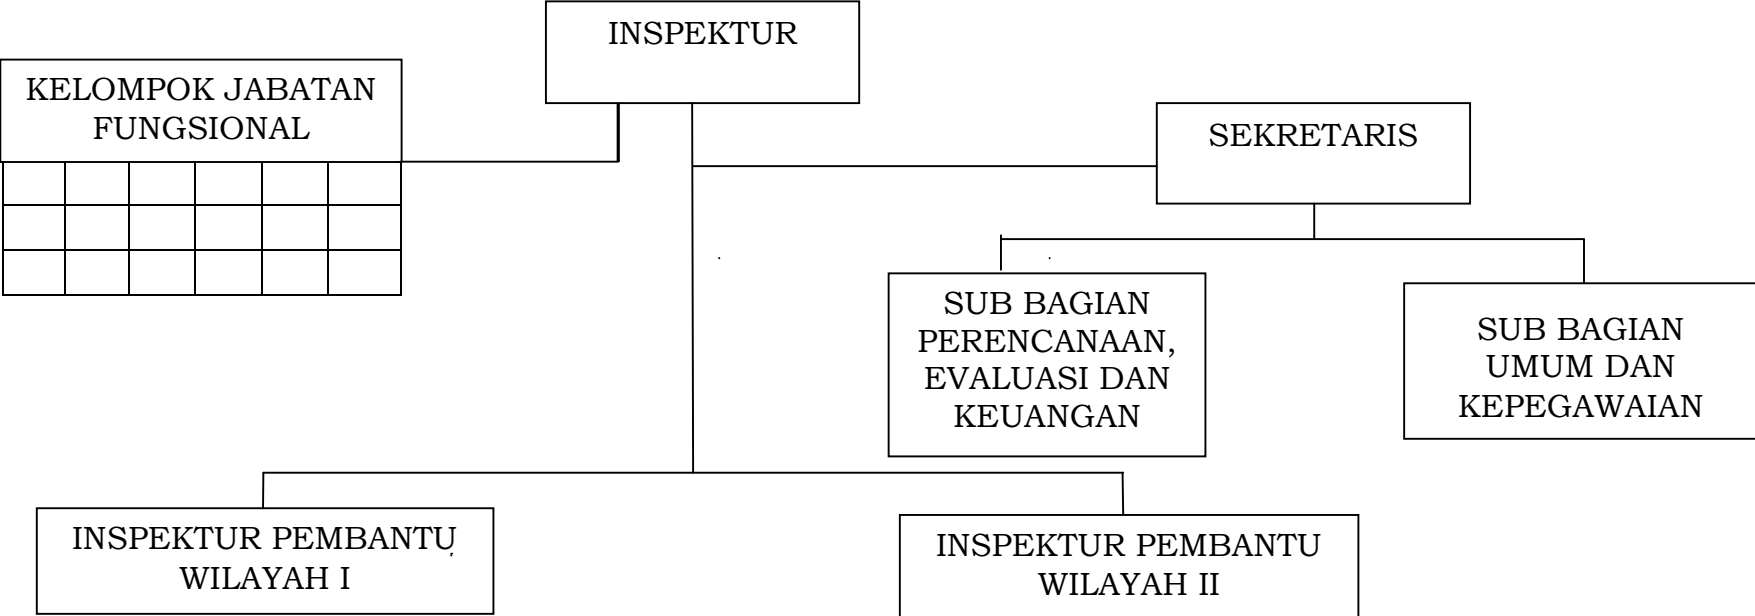 INSPEKTUR
KELOMPOK JABATAN
FUNGSIONAL
SEKRETARIS
SUB BAGIAN
PERENCANAAN,
EVALUASI DAN
KEUANGAN
SUB BAGIAN
UMUM DAN
KEPEGAWAIAN
INSPEKTUR PEMBANTU
WILAYAH I
INSPEKTUR PEMBANTU
WILAYAH II